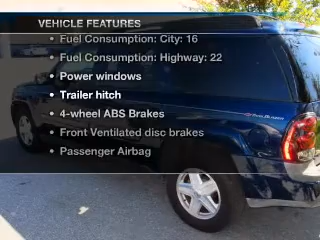 VEHICLE FEATURES
• Fuel Consumption: City: 16
• Fuel Consumption: Highway: 22
• Power windows
• Trailer hitch
• 4-wheel ABS Brakes
• Front Ventilated disc brakes
• Passenger Airbag